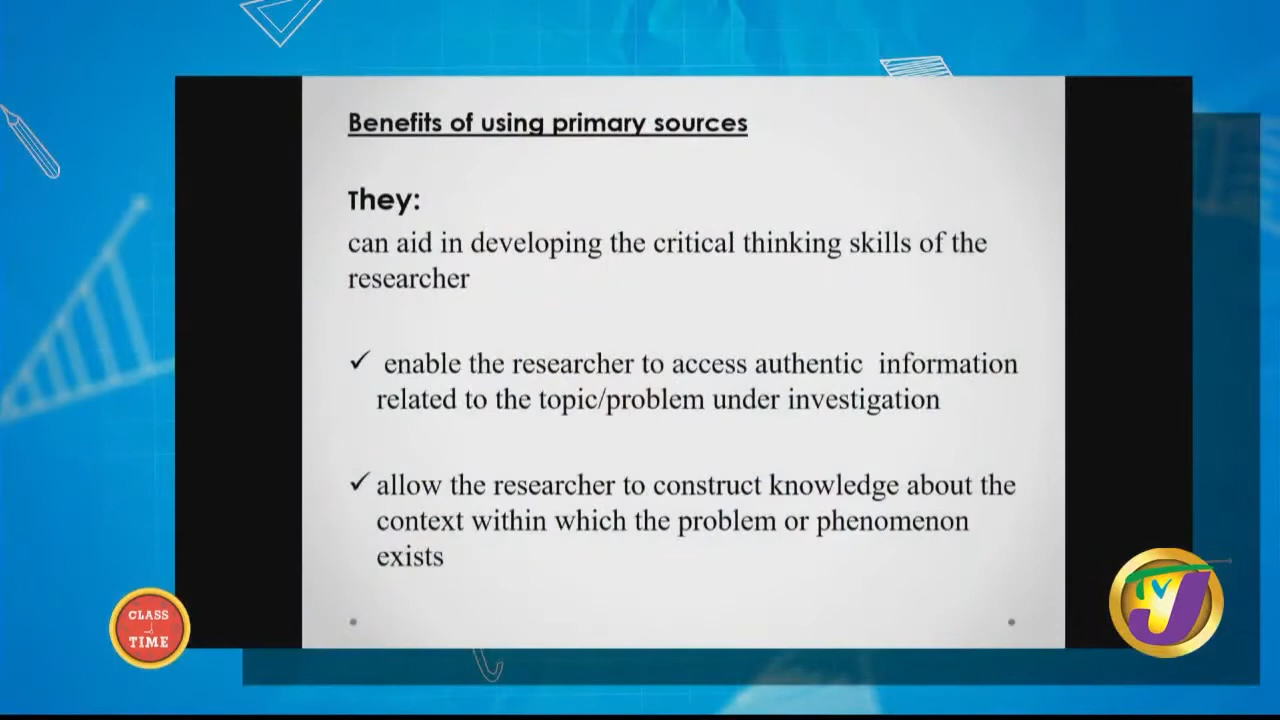 Benefits of using primary sources
They:
can aid in developing the critical thinking skills of the
researcher
✓ enable the researcher to access authentic information
related to the topic/problem under investigation
✓ allow the researcher to construct knowledge about the
context within which the problem or phenomenon
exists
CLASS
TIME
TVJ